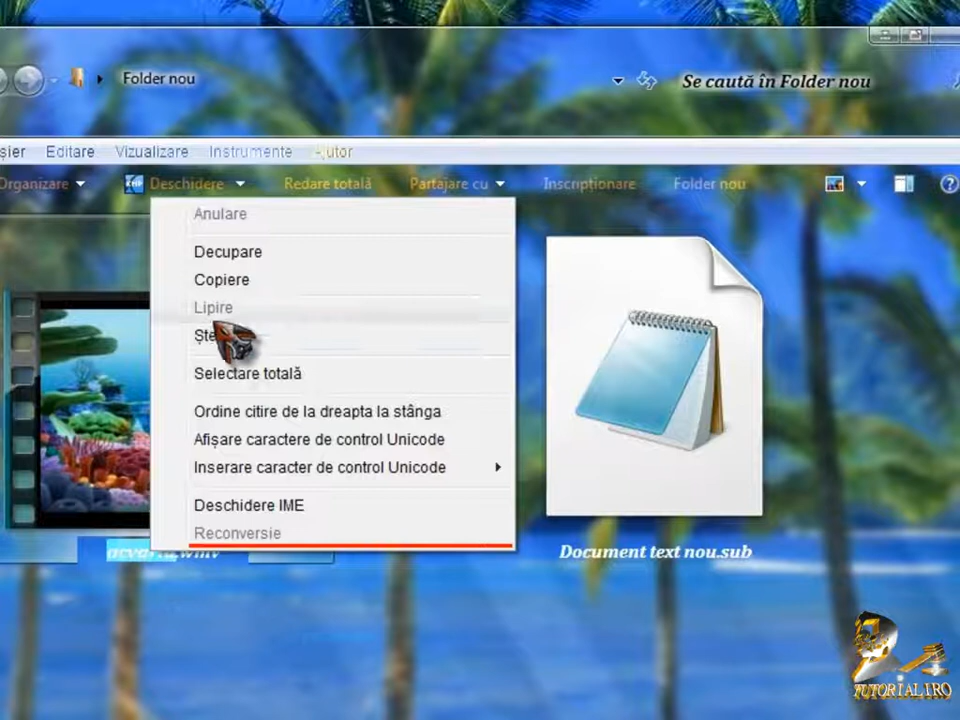 Folder nou
Se caută în Folder nou
Editare Vizualizare Instrumente Ajutor
Organizare Deschidere Redare totală Partajare cu Inscripționare Folder nou
Anulare
Decupare
Copiere
Lipire
Selectare totală
Ordine citire de la dreapta la stânga
Afișare caractere de control Unicode
Inserare caracter de control Unicode
Deschidere IME
Reconversie
Document text nou.sub
TUTORIALIRO